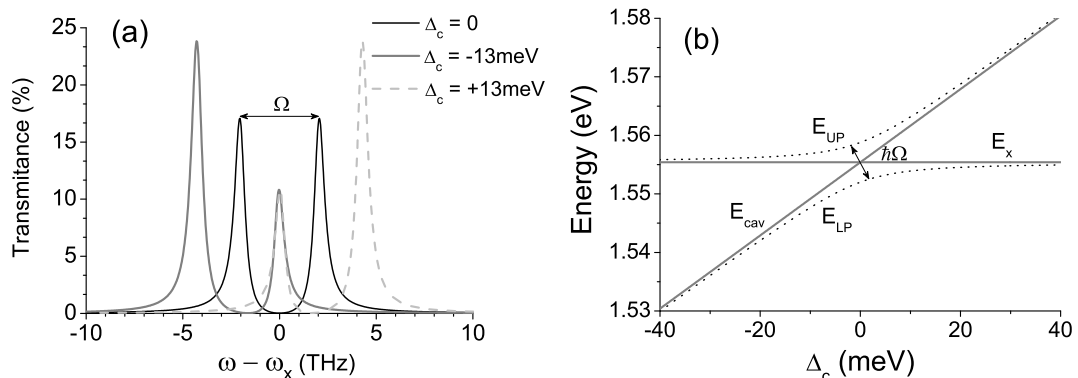 (a)
Δc = 0
Δc = -13meV
Δc = +13meV
Ω
25
20
15
10
5
0
Transmitance (%)
-10
-5
0
5
10
ω − ωx (THz)
(b)
1.58
1.57
1.56
1.55
1.54
1.53
Energy (eV)
EUP
ħΩ
Ex
Ecav
ELP
-40
-20
0
20
40
Δc (meV)